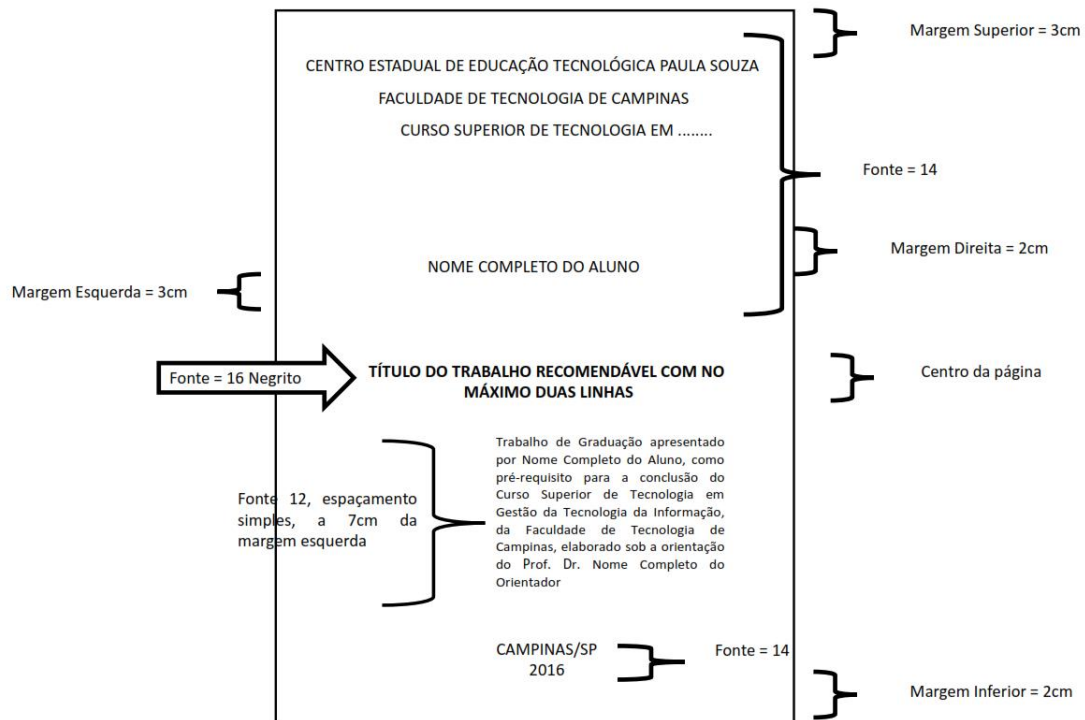 Margem Superior = 3cm
CENTRO ESTADUAL DE EDUCAÇÃO TECNOLÓGICA PAULA SOUZA
FACULDADE DE TECNOLOGIA DE CAMPINAS
CURSO SUPERIOR DE TECNOLOGIA EM ........
Fonte = 14
Margem Direita = 2cm
NOME COMPLETO DO ALUNO
Margem Esquerda = 3cm
Centro da página
Fonte = 16 Negrito
TÍTULO DO TRABALHO RECOMENDÁVEL COM NO
MÁXIMO DUAS LINHAS
Fonte 12, espaçamento
simples, a 7cm da
margem esquerda
Trabalho de Graduação apresentado
por Nome Completo do Aluno, como
pré-requisito para a conclusão do
Curso Superior de Tecnologia em
Gestão da Tecnologia da Informação,
da Faculdade de Tecnologia de
Campinas, elaborado sob a orientação
do Prof. Dr. Nome Completo do
Orientador
CAMPINAS/SP
2016
Fonte = 14
Margem Inferior = 2cm